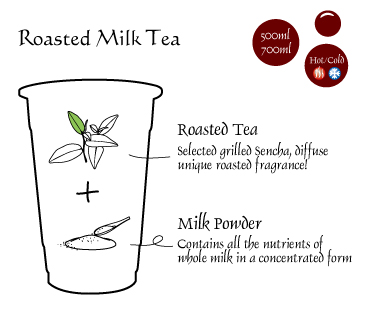 Roasted Milk Tea
500ml
700ml
Hot/Cold
Roasted Tea
Selected grilled Sencha, diffuse
unique roasted fragrance!
+
Milk Powder
Contains all the nutrients of
whole milk in a concentrated form